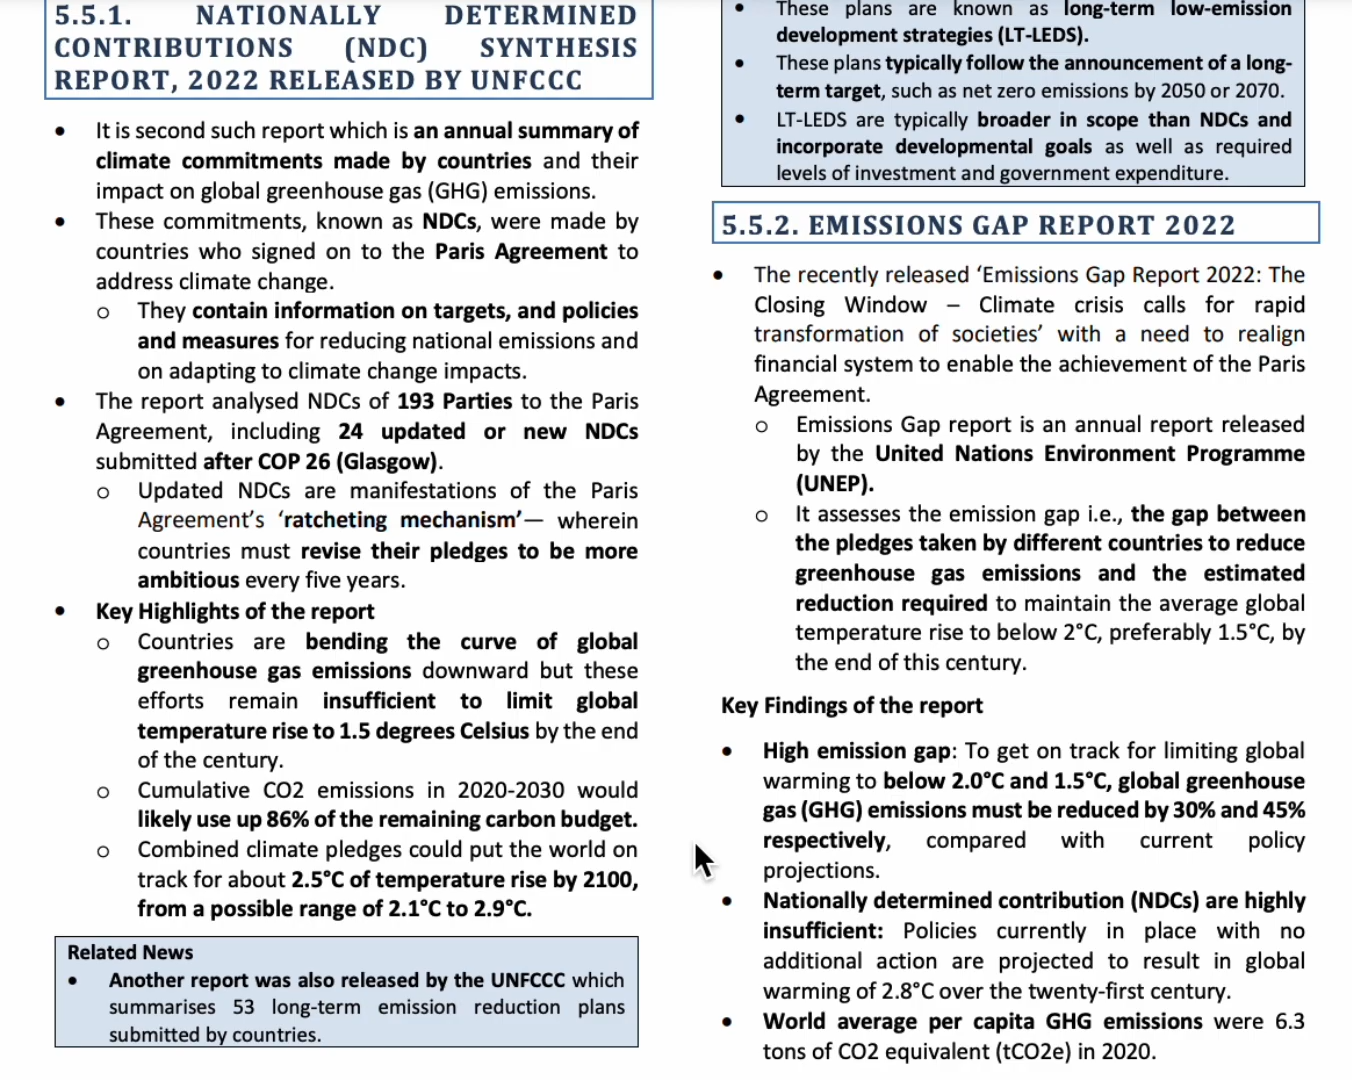 5.5.1. NATIONALLY DETERMINED
CONTRIBUTIONS (NDC) SYNTHESIS
REPORT, 2022 RELEASED BY UNFCCC
• It is second such report which is an annual summary of
climate commitments made by countries and their
impact on global greenhouse gas (GHG) emissions.
• These commitments, known as NDCs, were made by
countries who signed on to the Paris Agreement to
address climate change.
o They contain information on targets, and policies
and measures for reducing national emissions and
on adapting to climate change impacts.
• The report analysed NDCs of 193 Parties to the Paris
Agreement, including 24 updated or new NDCs
submitted after COP 26 (Glasgow).
o Updated NDCs are manifestations of the Paris
Agreement's 'ratcheting mechanism'— wherein
countries must revise their pledges to be more
ambitious every five years.
• Key Highlights of the report
o Countries are bending the curve of global
greenhouse gas emissions downward but these
efforts remain insufficient to limit global
temperature rise to 1.5 degrees Celsius by the end
of the century.
o Cumulative CO2 emissions in 2020-2030 would
likely use up 86% of the remaining carbon budget.
o Combined climate pledges could put the world on
track for about 2.5°C of temperature rise by 2100,
from a possible range of 2.1°C to 2.9°C.
Related News
• Another report was also released by the UNFCCC which
summarises 53 long-term emission reduction plans
submitted by countries.
• These plans are known as long-term low-emission
development strategies (LT-LEDS).
• These plans typically follow the announcement of a long-
term target, such as net zero emissions by 2050 or 2070.
• LT-LEDS are typically broader in scope than NDCs and
incorporate developmental goals as well as required
levels of investment and government expenditure.
5.5.2. EMISSIONS GAP REPORT 2022
• The recently released 'Emissions Gap Report 2022: The
Closing Window – Climate crisis calls for rapid
transformation of societies' with a need to realign
financial system to enable the achievement of the Paris
Agreement.
o Emissions Gap report is an annual report released
by the United Nations Environment Programme
(UNEP).
o It assesses the emission gap i.e., the gap between
the pledges taken by different countries to reduce
greenhouse gas emissions and the estimated
reduction required to maintain the average global
temperature rise to below 2°C, preferably 1.5°C, by
the end of this century.
Key Findings of the report
• High emission gap: To get on track for limiting global
warming to below 2.0°C and 1.5°C, global greenhouse
gas (GHG) emissions must be reduced by 30% and 45%
respectively, compared with current policy
projections.
• Nationally determined contribution (NDCs) are highly
insufficient: Policies currently in place with no
additional action are projected to result in global
warming of 2.8°C over the twenty-first century.
• World average per capita GHG emissions were 6.3
tons of CO2 equivalent (tCO2e) in 2020.